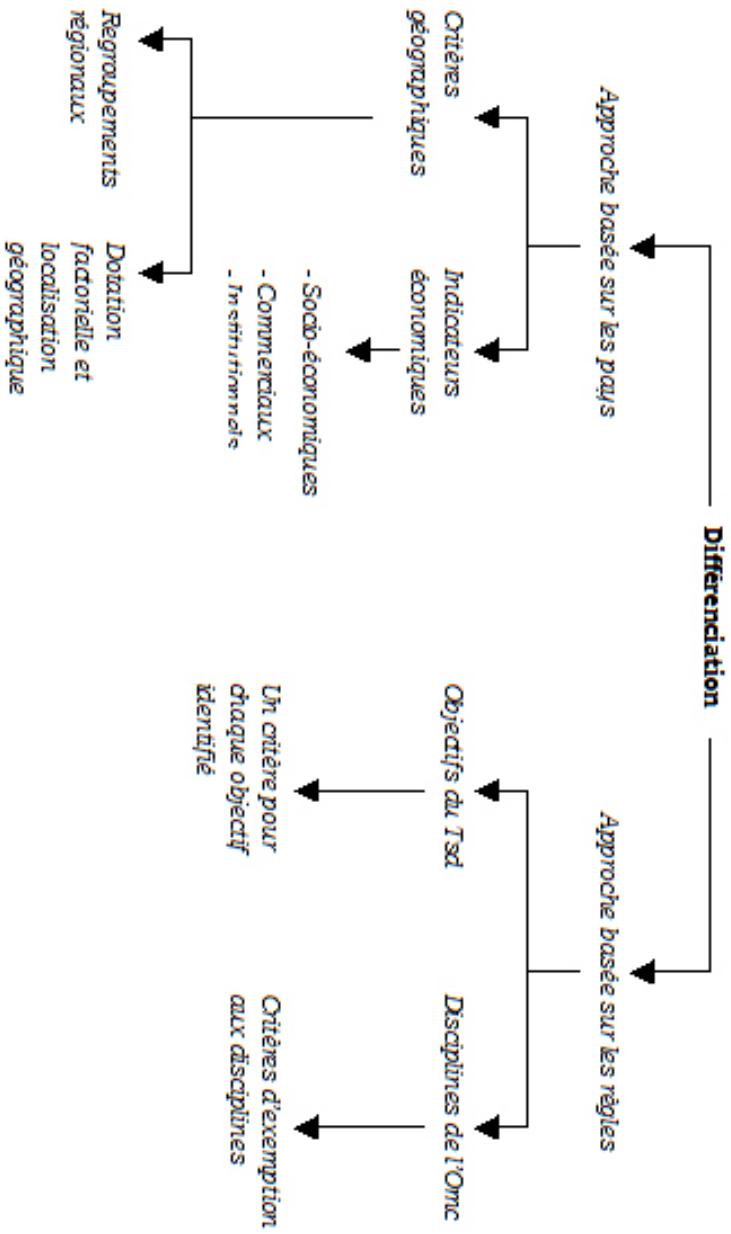 Différenciation
Approche basée sur les pays
Approche basée sur les règles
Critères
géographiques
Indicateurs
économiques
Objectifs du Tsd
Disciplines de l'Omc
- Socio-économiques
- Commerciaux
- Institutionnels
Un critère pour
chaque objectif
identifié
Critères d'exemption
aux disciplines
Regroupements
régionaux
Dotation
factorielle et
localisation
géographique